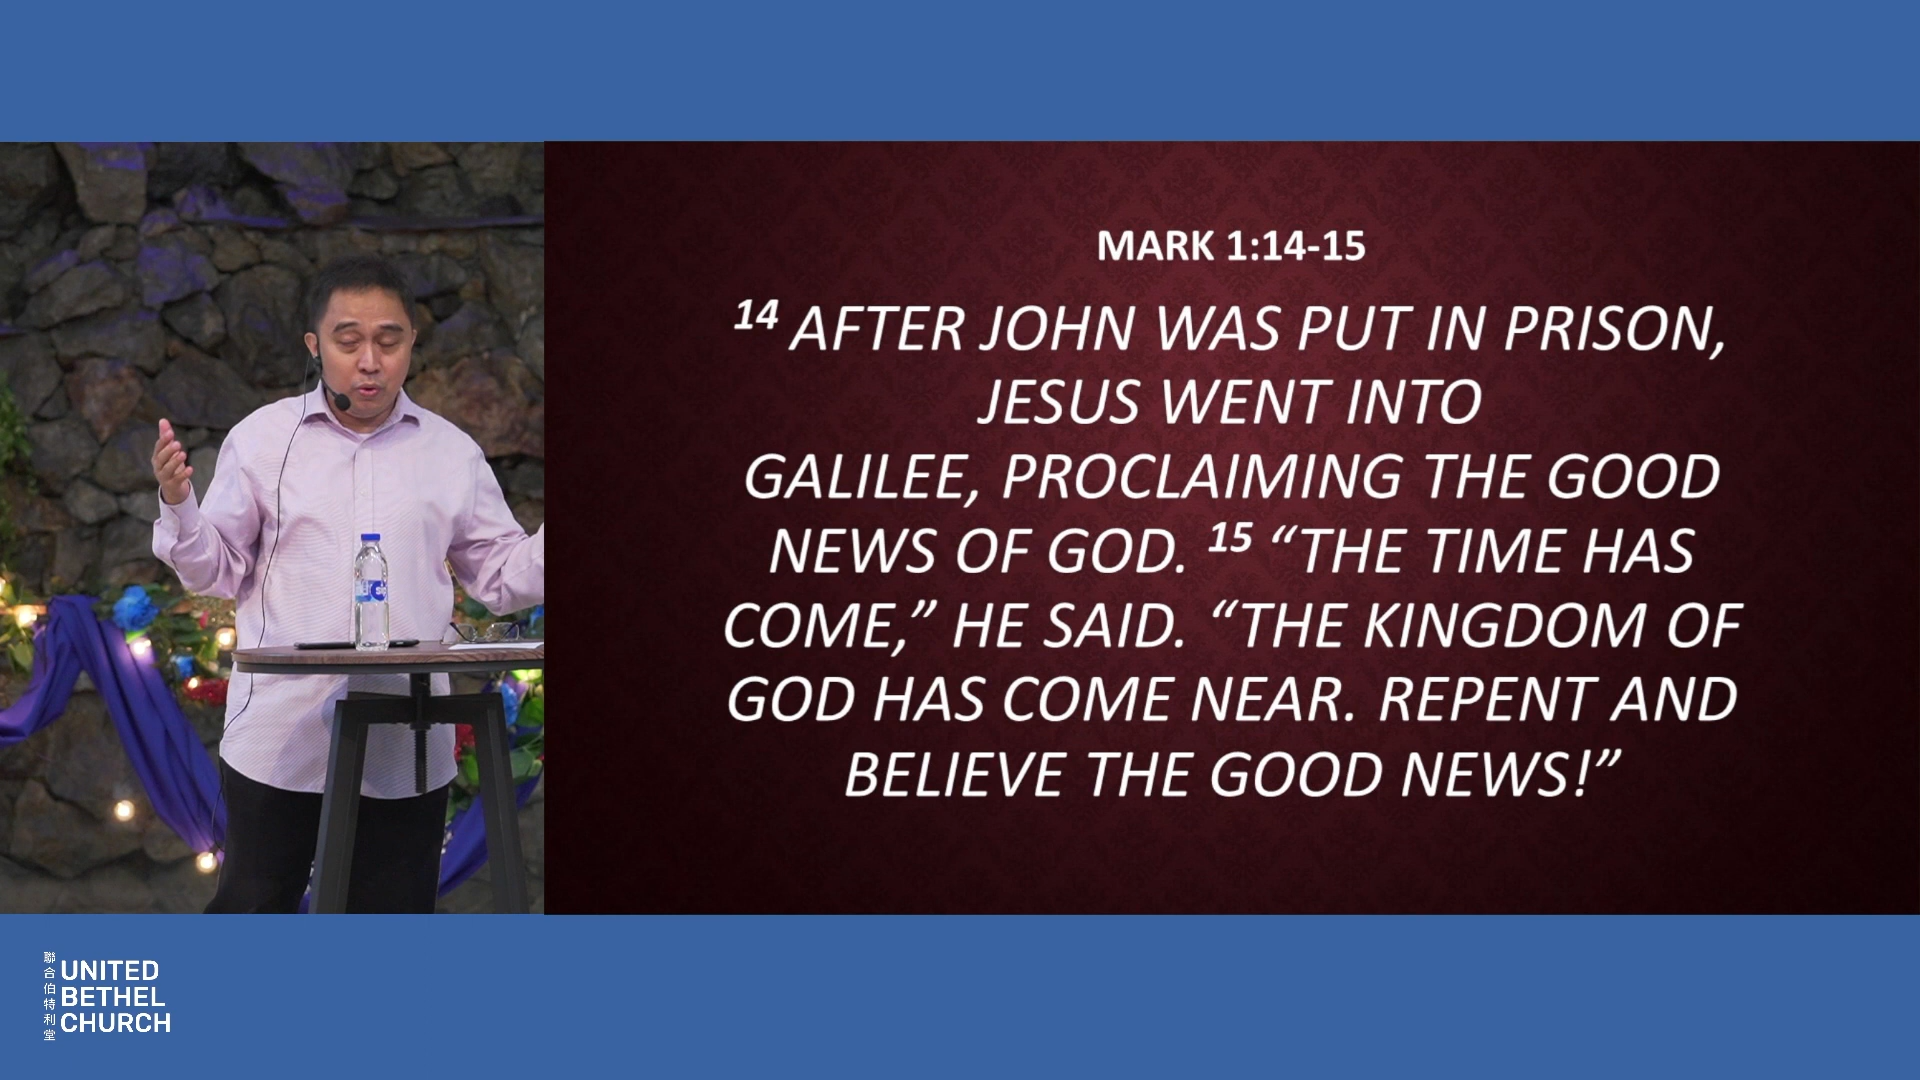 MARK 1:14-15
14 AFTER JOHN WAS PUT IN PRISON,
JESUS WENT INTO
GALILEE, PROCLAIMING THE GOOD
NEWS OF GOD. 15 “THE TIME HAS
COME,” HE SAID. “THE KINGDOM OF
GOD HAS COME NEAR. REPENT AND
BELIEVE THE GOOD NEWS!”
聯合伯特利堂
UNITED
BETHEL
CHURCH